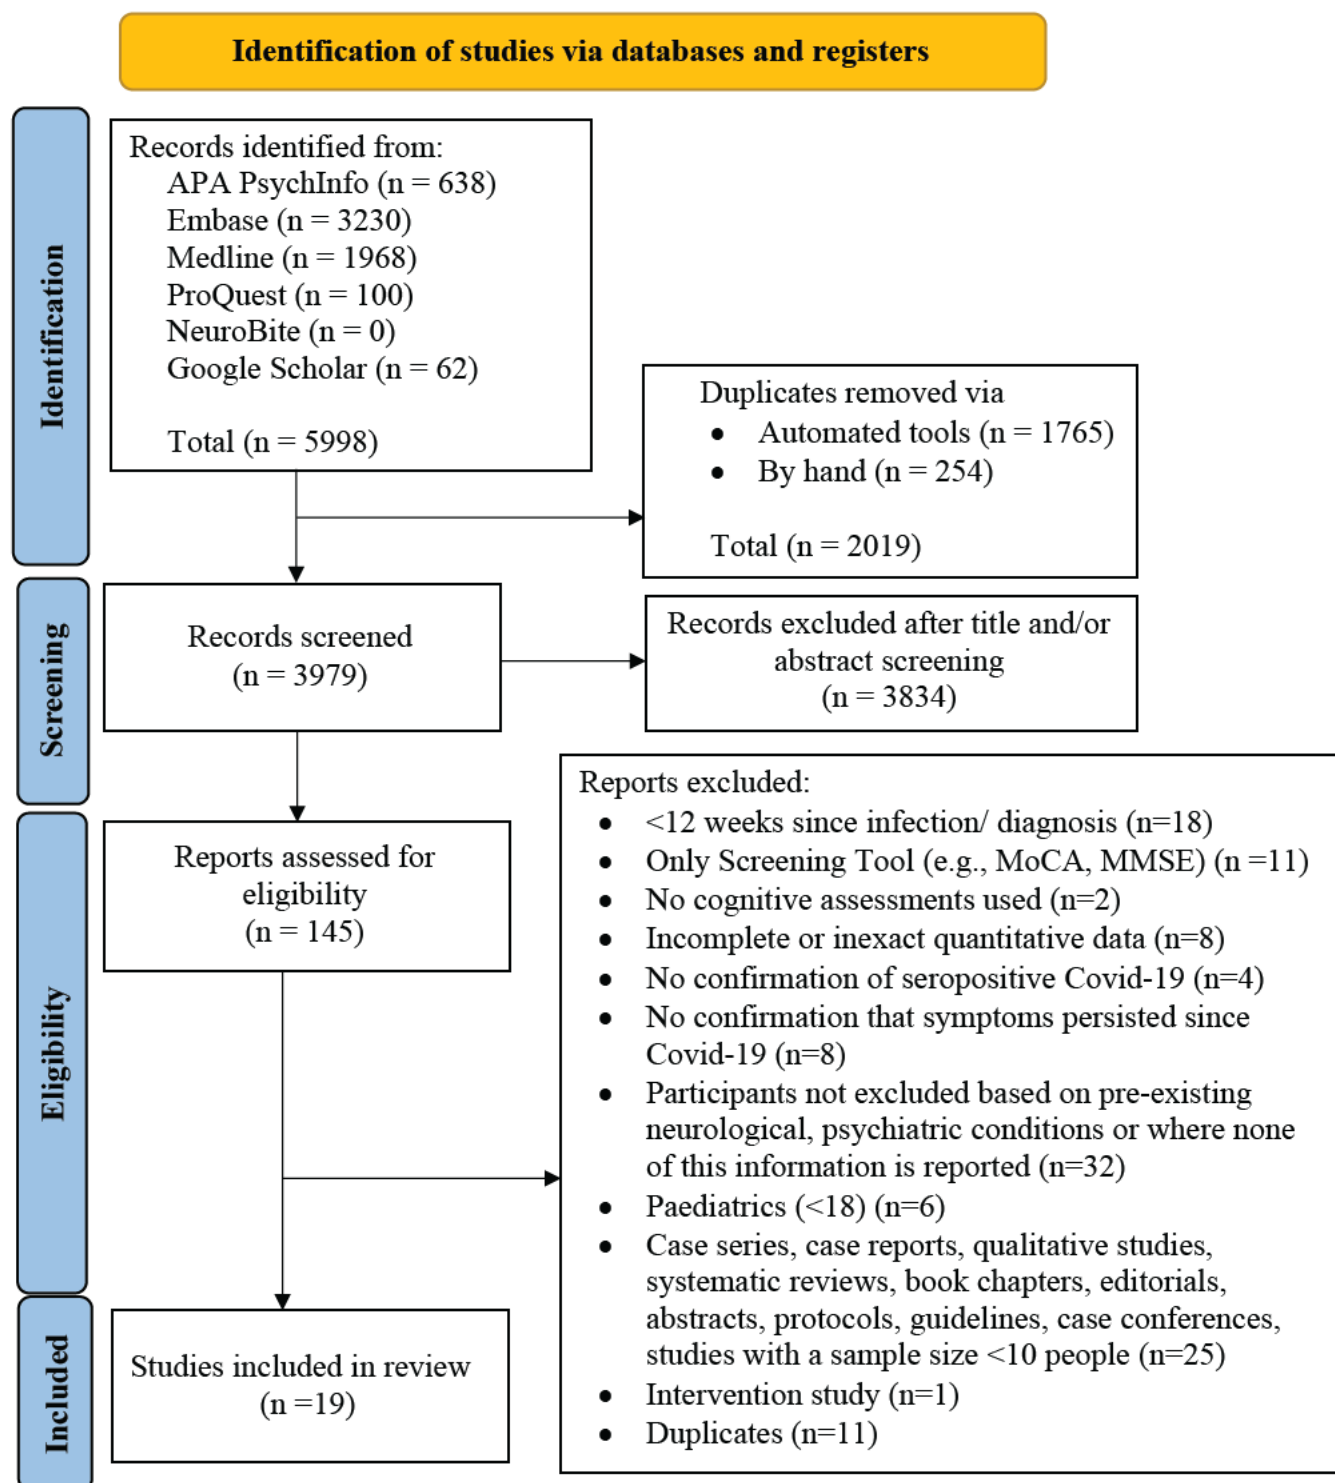 Identification of studies via databases and registers
Identification
Records identified from:
APA PsychInfo (n = 638)
Embase (n = 3230)
Medline (n = 1968)
ProQuest (n = 100)
NeuroBite (n = 0)
Google Scholar (n = 62)
Total (n = 5998)
Duplicates removed via
• Automated tools (n = 1765)
• By hand (n = 254)
Total (n = 2019)
Screening
Records screened
(n = 3979)
Records excluded after title and/or
abstract screening
(n = 3834)
Eligibility
Reports assessed for
eligibility
(n = 145)
Reports excluded:
• <12 weeks since infection/ diagnosis (n=18)
• Only Screening Tool (e.g., MoCA, MMSE) (n =11)
• No cognitive assessments used (n=2)
• Incomplete or inexact quantitative data (n=8)
• No confirmation of seropositive Covid-19 (n=4)
• No confirmation that symptoms persisted since
Covid-19 (n=8)
• Participants not excluded based on pre-existing
neurological, psychiatric conditions or where none
of this information is reported (n=32)
• Paediatrics (<18) (n=6)
• Case series, case reports, qualitative studies,
systematic reviews, book chapters, editorials,
abstracts, protocols, guidelines, case conferences,
studies with a sample size <10 people (n=25)
• Intervention study (n=1)
• Duplicates (n=11)
Included
Studies included in review
(n =19)